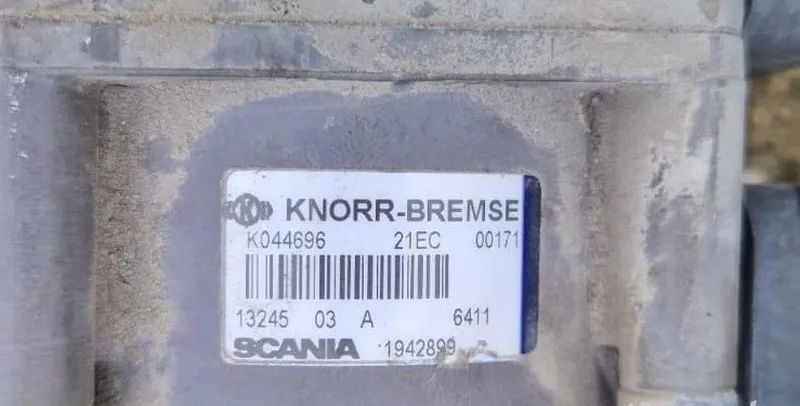 KNORR-BREMSE
K044696 21EC 00171
13245 03 A 6411
SCANIA 1942899